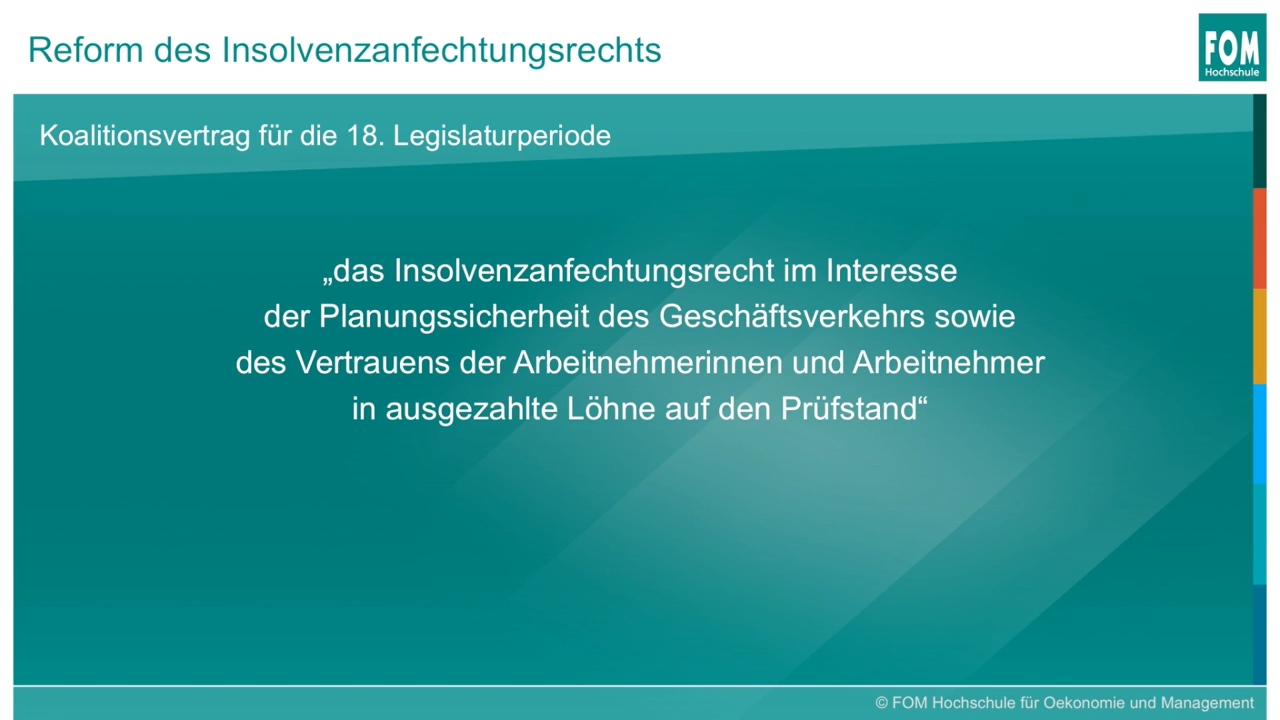 Reform des Insolvenzanfechtungsrechts
FOM
Hochschule
Koalitionsvertrag für die 18. Legislaturperiode
„das Insolvenzanfechtungsrecht im Interesse
der Planungssicherheit des Geschäftsverkehrs sowie
des Vertrauens der Arbeitnehmerinnen und Arbeitnehmer
in ausgezahlte Löhne auf den Prüfstand“
© FOM Hochschule für Oekonomie und Management